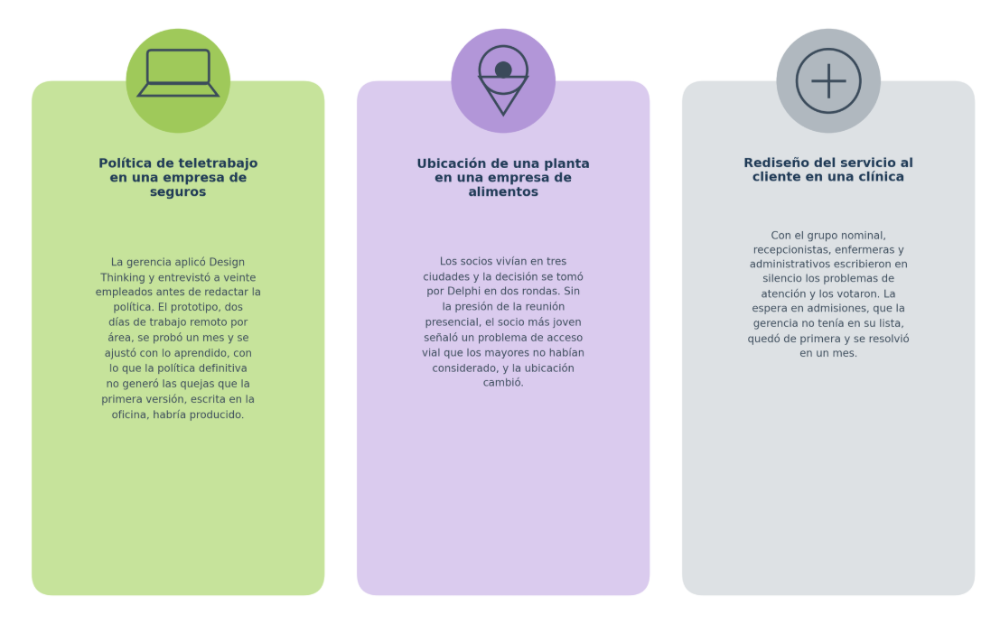 Política de teletrabajo
en una empresa de
seguros
La gerencia aplicó Design
Thinking y entrevistó a veinte
empleados antes de redactar la
política. El prototipo, dos
días de trabajo remoto por
área, se probó un mes y se
ajustó con lo aprendido, con
lo que la política definitiva
no generó las quejas que la
primera versión, escrita en la
oficina, habría producido.
Ubicación de una planta
en una empresa de
alimentos
Los socios vivían en tres
ciudades y la decisión se tomó
por Delphi en dos rondas. Sin
la presión de la reunión
presencial, el socio más joven
señaló un problema de acceso
vial que los mayores no habían
considerado, y la ubicación
cambió.
Rediseño del servicio al
cliente en una clínica
Con el grupo nominal,
recepcionistas, enfermeras y
administrativos escribieron en
silencio los problemas de
atención y los votaron. La
espera en admisiones, que la
gerencia no tenía en su lista,
quedó de primera y se resolvió
en un mes.